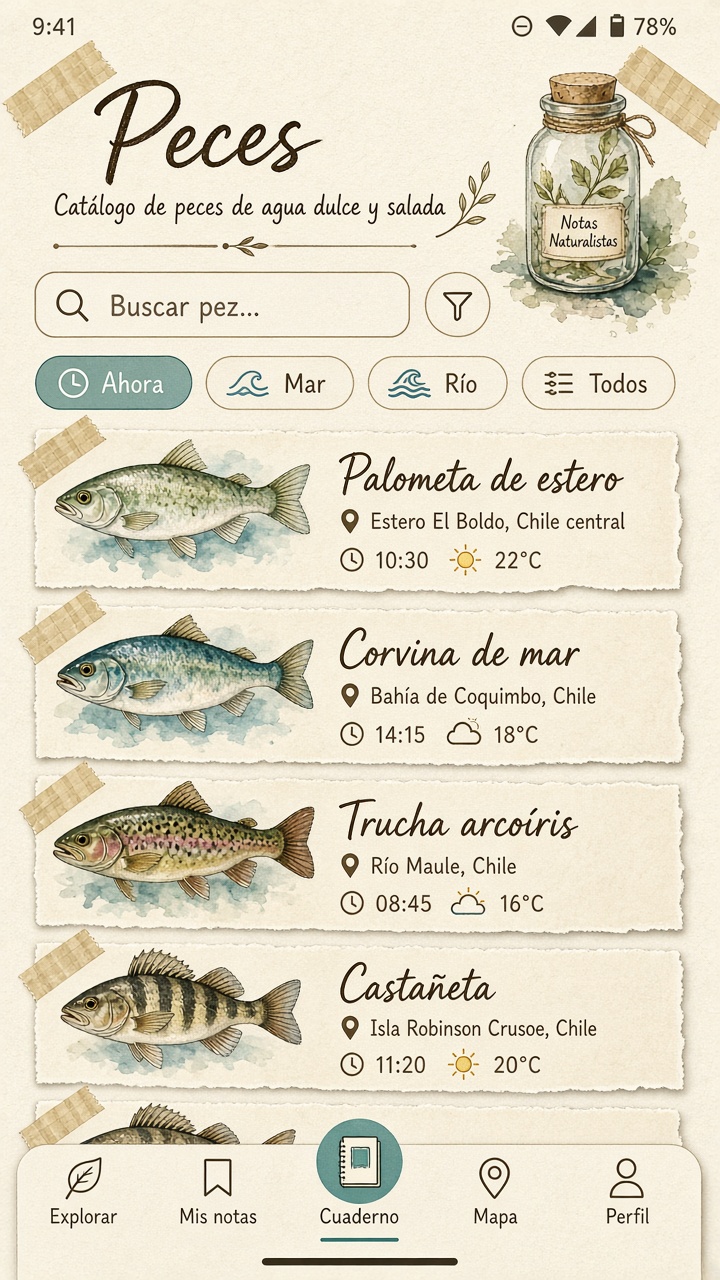 9:41
78%
Peces
Catálogo de peces de agua dulce y salada
Notas
Naturalistas
Buscar pez...
Ahora
Mar
Río
Todos
Palometa de estero
Estero El Boldo, Chile central
10:30 22°C
Corvina de mar
Bahía de Coquimbo, Chile
14:15 18°C
Trucha arcoíris
Río Maule, Chile
08:45 16°C
Castañeta
Isla Robinson Crusoe, Chile
11:20 20°C
Explorar
Mis notas
Cuaderno
Mapa
Perfil